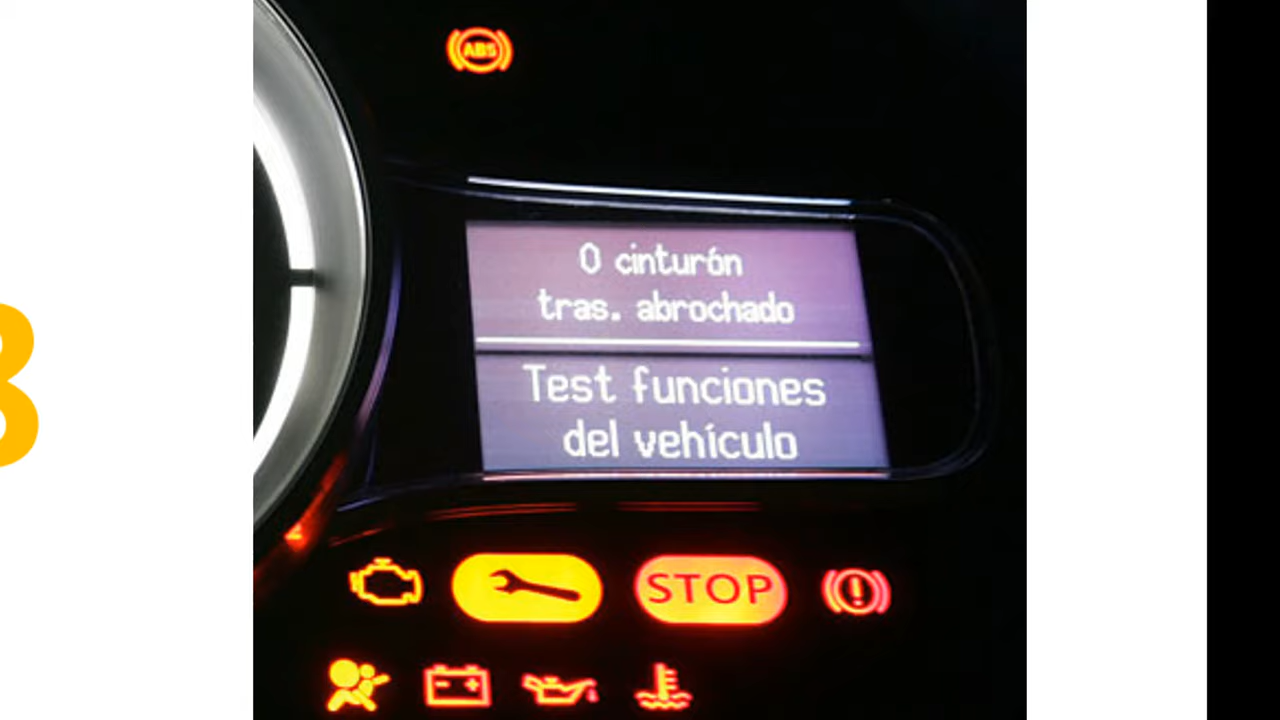 ABS
0 cinturón
tras. abrochado
Test funciones
del vehículo
STOP